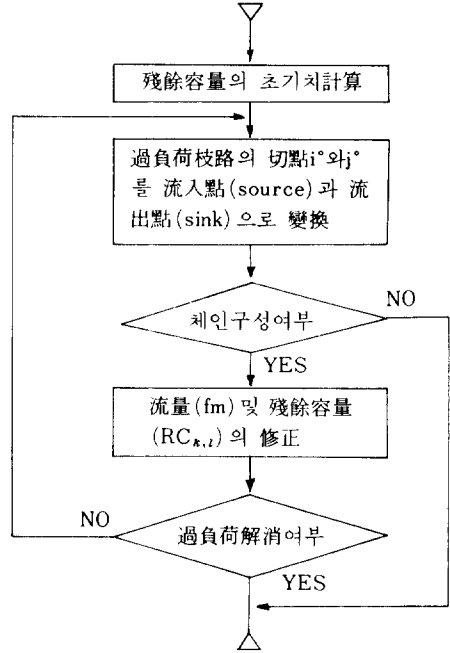 殘餘容量의 초기치計算
過負荷枝路의 切點i°와j°
를 流入點(source)과 流
出點(sink)으로 變換
체인구성여부
NO
YES
流量(fm) 및 殘餘容量
(RCₖ,ₗ)의 修正
NO
過負荷解消여부
YES